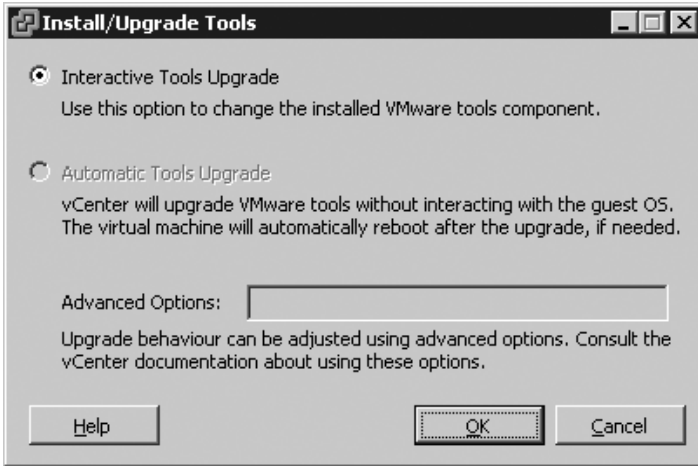 Install/Upgrade Tools
Interactive Tools Upgrade
Use this option to change the installed VMware tools component.
Automatic Tools Upgrade
vCenter will upgrade VMware tools without interacting with the guest OS.
The virtual machine will automatically reboot after the upgrade, if needed.
Advanced Options:
Upgrade behaviour can be adjusted using advanced options. Consult the
vCenter documentation about using these options.
Help
OK
Cancel